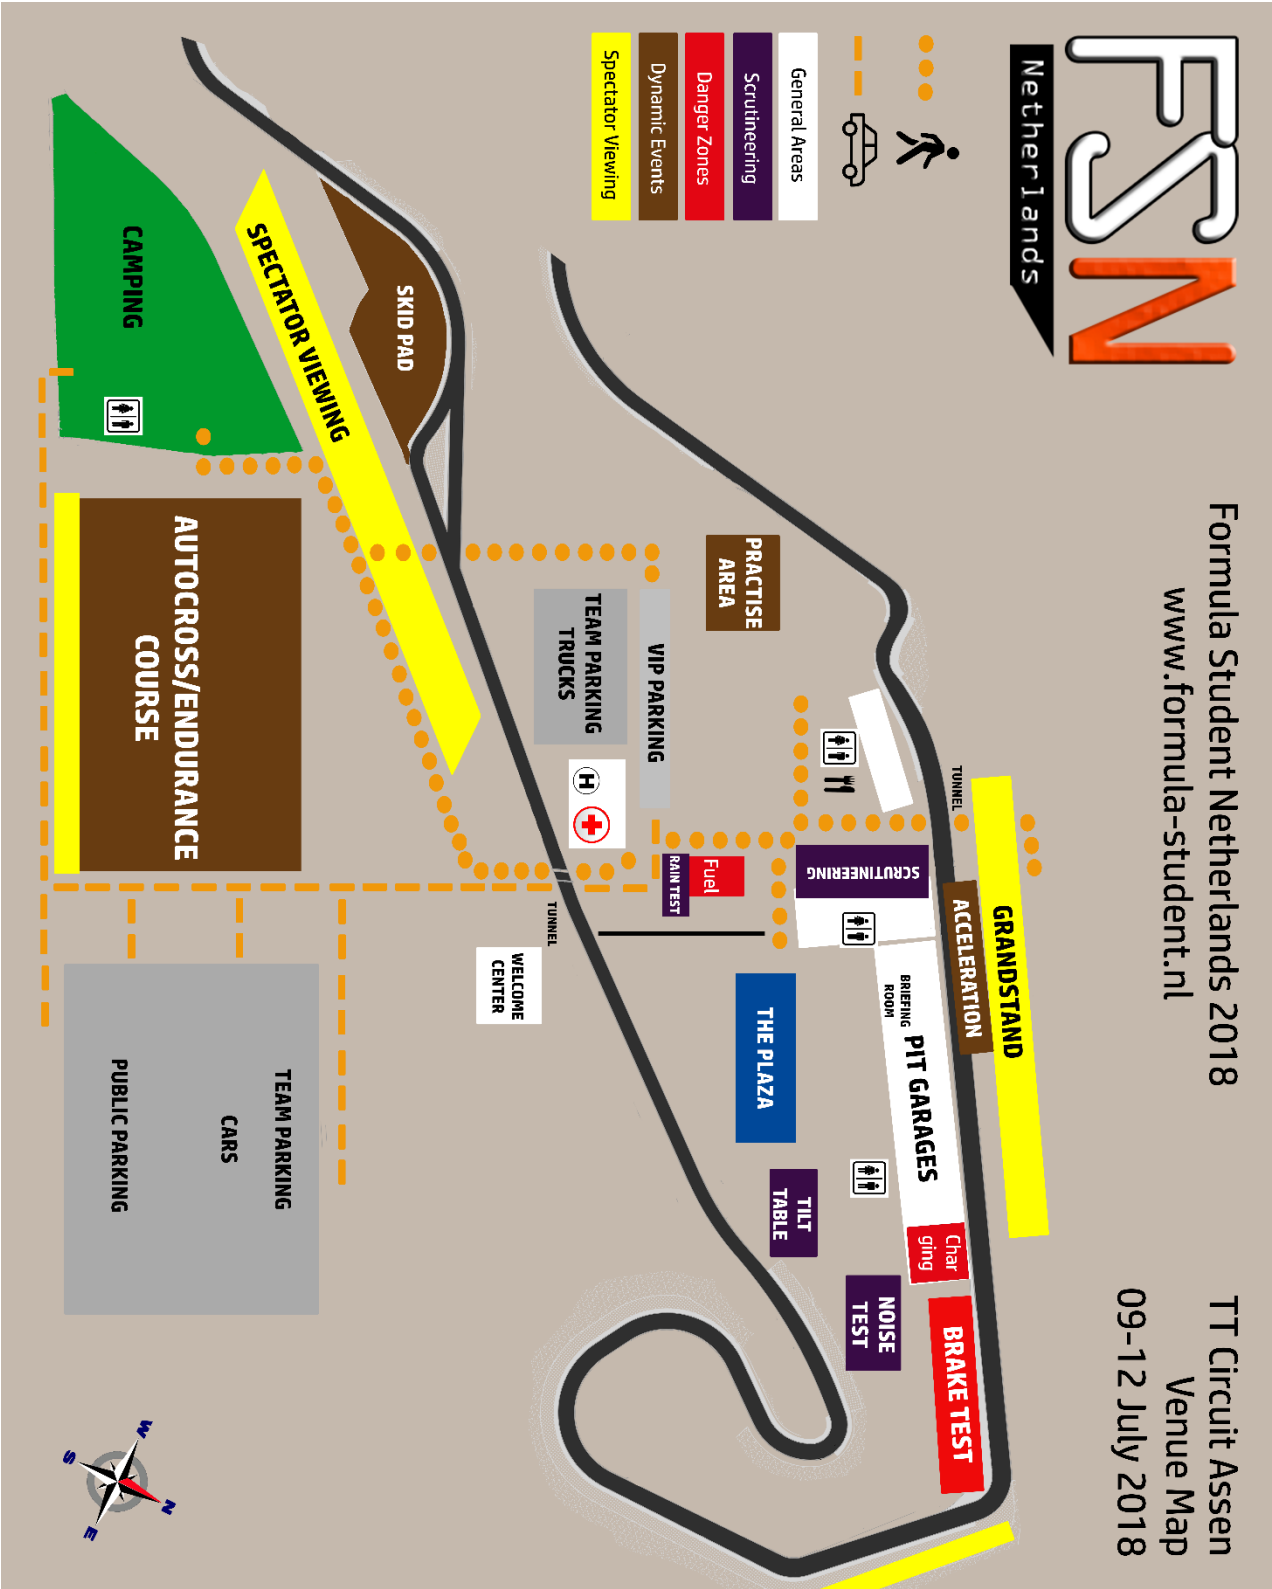 FSN
Netherlands
Formula Student Netherlands 2018
www.formula-student.nl
TT Circuit Assen
Venue Map
09-12 July 2018
General Areas
Scrutineering
Danger Zones
Dynamic Events
Spectator Viewing
GRANDSTAND
TUNNEL
ACCELERATION
SCRUTINEERING
BRIEFING
ROOM
PIT GARAGES
Char
ging
BRAKE TEST
NOISE
TEST
TILT
TABLE
THE PLAZA
PRACTISE
AREA
Fuel
RAIN TEST
VIP PARKING
TEAM PARKING
TRUCKS
H
TUNNEL
WELCOME
CENTER
SKID PAD
SPECTATOR VIEWING
CAMPING
AUTOCROSS/ENDURANCE
COURSE
TEAM PARKING
CARS
PUBLIC PARKING
N
W
E
S